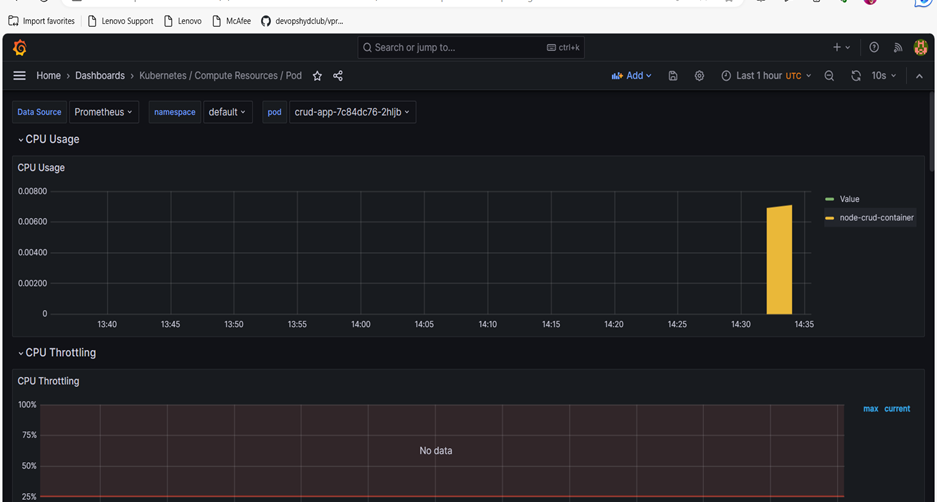 Import favorites Lenovo Support Lenovo McAfee devopshydclub/vpr...
Search or jump to... ctrl+k
Home › Dashboards › Kubernetes / Compute Resources / Pod Add Last 1 hour UTC 10s
Data Source Prometheus namespace default pod crud-app-7c84dc76-2hljb
CPU Usage
CPU Usage
0.00800
0.00600
0.00400
0.00200
0
13:40 13:45 13:50 13:55 14:00 14:05 14:10 14:15 14:20 14:25 14:30 14:35
Value
node-crud-container
CPU Throttling
CPU Throttling
100%
75%
50%
25%
No data
max current